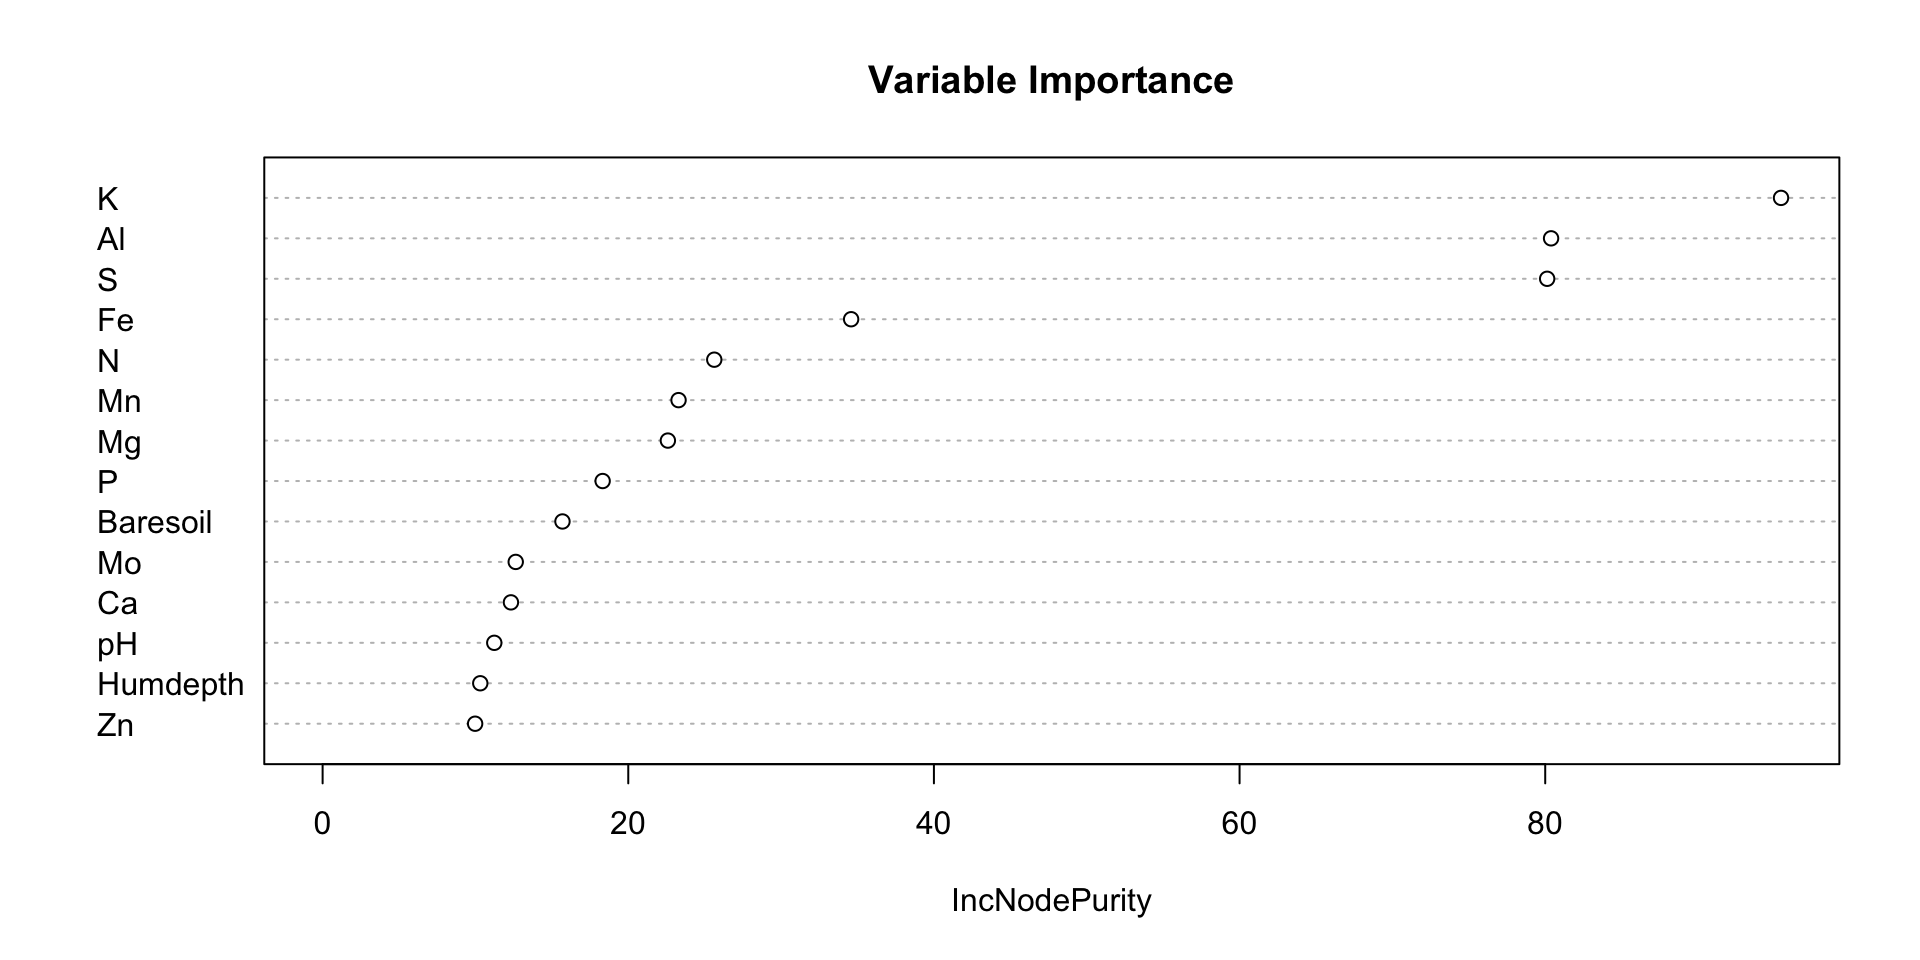 Variable Importance
K
Al
S
Fe
N
Mn
Mg
P
Baresoil
Mo
Ca
pH
Humdepth
Zn
0 20 40 60 80
IncNodePurity